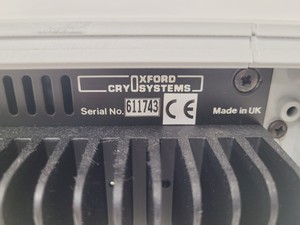 OXFORD
CRYOSYSTEMS
Serial No. 611743 CE Made in UK